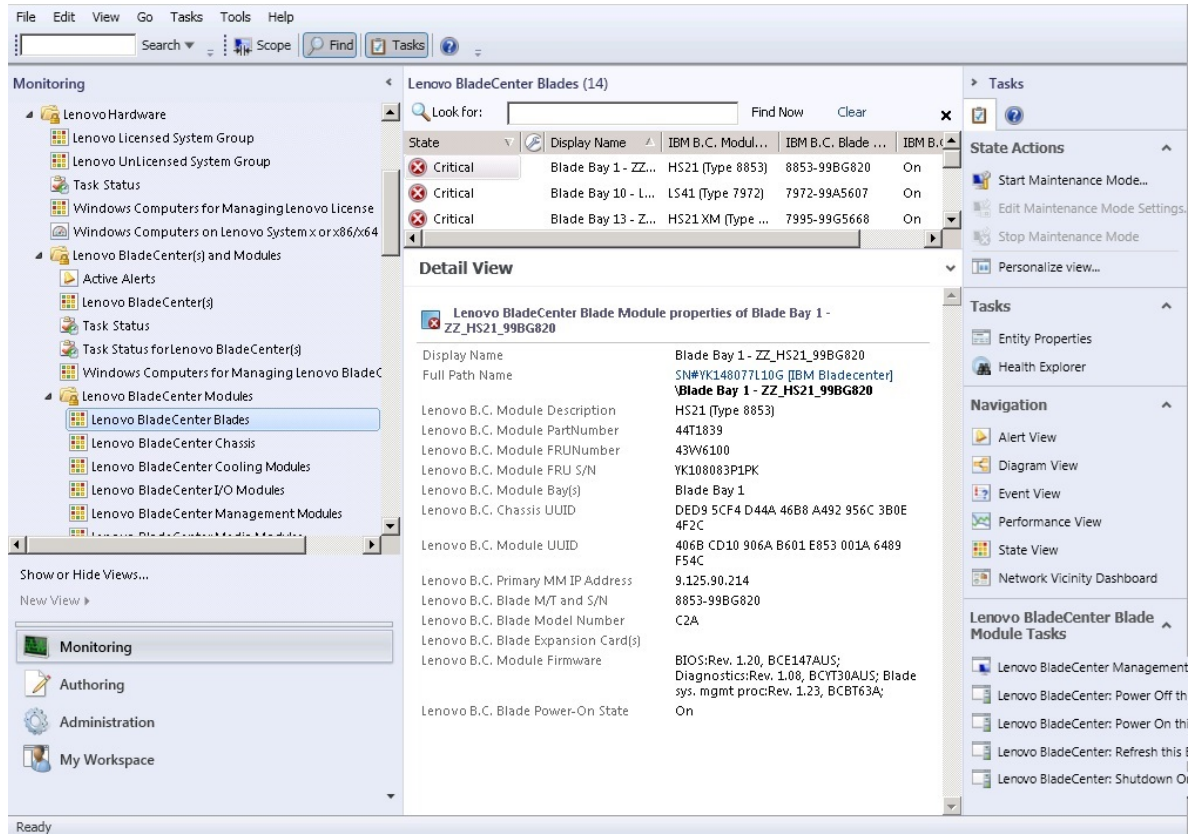 File Edit View Go Tasks Tools Help
Search Scope Find Tasks
Monitoring
Lenovo Hardware
Lenovo Licensed System Group
Lenovo UnLicensed System Group
Task Status
Windows Computers for Managing Lenovo License
Windows Computers on Lenovo System x or x86/x64
Lenovo BladeCenter(s) and Modules
Active Alerts
Lenovo BladeCenter(s)
Task Status
Task Status for Lenovo BladeCenter(s)
Windows Computers for Managing Lenovo BladeC
Lenovo BladeCenter Modules
Lenovo BladeCenter Blades
Lenovo BladeCenter Chassis
Lenovo BladeCenter Cooling Modules
Lenovo BladeCenter I/O Modules
Lenovo BladeCenter Management Modules
Show or Hide Views...
New View
Monitoring
Authoring
Administration
My Workspace
Ready
Lenovo BladeCenter Blades (14)
Look for: Find Now Clear
State Display Name IBM B.C. Modul... IBM B.C. Blade ... IBM B.C
Critical Blade Bay 1 - ZZ... HS21 (Type 8853) 8853-99BG820 On
Critical Blade Bay 10 - L... LS41 (Type 7972) 7972-99A5607 On
Critical Blade Bay 13 - Z... HS21 XM (Type ... 7995-99G5668 On
Detail View
Lenovo BladeCenter Blade Module properties of Blade Bay 1 -
ZZ_HS21_99BG820
Display Name Blade Bay 1 - ZZ_HS21_99BG820
Full Path Name SN#YK148077L10G [IBM Bladecenter]
\Blade Bay 1 - ZZ_HS21_99BG820
Lenovo B.C. Module Description HS21 (Type 8853)
Lenovo B.C. Module PartNumber 44T1839
Lenovo B.C. Module FRUNumber 43W6100
Lenovo B.C. Module FRU S/N YK108083P1PK
Lenovo B.C. Module Bay(s) Blade Bay 1
Lenovo B.C. Chassis UUID DED9 5CF4 D44A 46B8 A492 956C 3B0E
4F2C
Lenovo B.C. Module UUID 406B CD10 906A B601 E853 001A 6489
F54C
Lenovo B.C. Primary MM IP Address 9.125.90.214
Lenovo B.C. Blade M/T and S/N 8853-99BG820
Lenovo B.C. Blade Model Number C2A
Lenovo B.C. Blade Expansion Card(s)
Lenovo B.C. Module Firmware BIOS:Rev. 1.20, BCE147AUS;
Diagnostics:Rev. 1.08, BCYT30AUS; Blade
sys. mgmt proc:Rev. 1.23, BCBT63A;
Lenovo B.C. Blade Power-On State On
Tasks
State Actions
Start Maintenance Mode...
Edit Maintenance Mode Settings.
Stop Maintenance Mode
Personalize view...
Tasks
Entity Properties
Health Explorer
Navigation
Alert View
Diagram View
Event View
Performance View
State View
Network Vicinity Dashboard
Lenovo BladeCenter Blade
Module Tasks
Lenovo BladeCenter Management
Lenovo BladeCenter: Power Off th
Lenovo BladeCenter: Power On thi
Lenovo BladeCenter: Refresh this B
Lenovo BladeCenter: Shutdown O